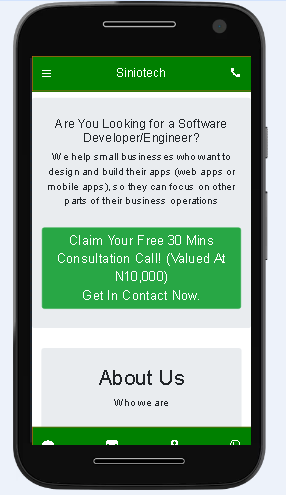 Siniotech
Are You Looking for a Software
Developer/Engineer?
We help small businesses who want to
design and build their apps (web apps or
mobile apps), so they can focus on other
parts of their business operations
Claim Your Free 30 Mins
Consultation Call! (Valued At
N10,000)
Get In Contact Now.
About Us
Who we are